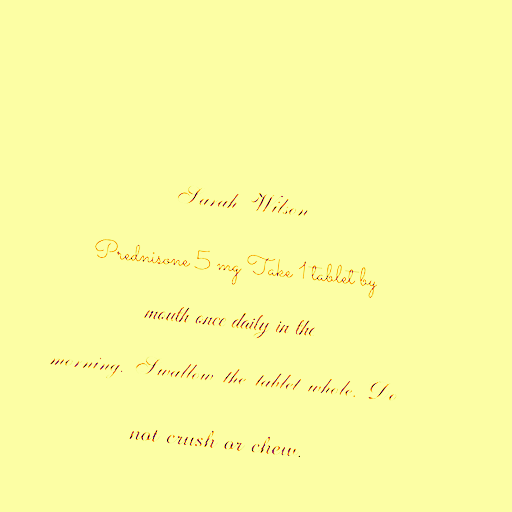 Sarah Wilson
Prednisone 5 mg Take 1 tablet by
mouth once daily in the
morning. Swallow the tablet whole. Do
not crush or chew.